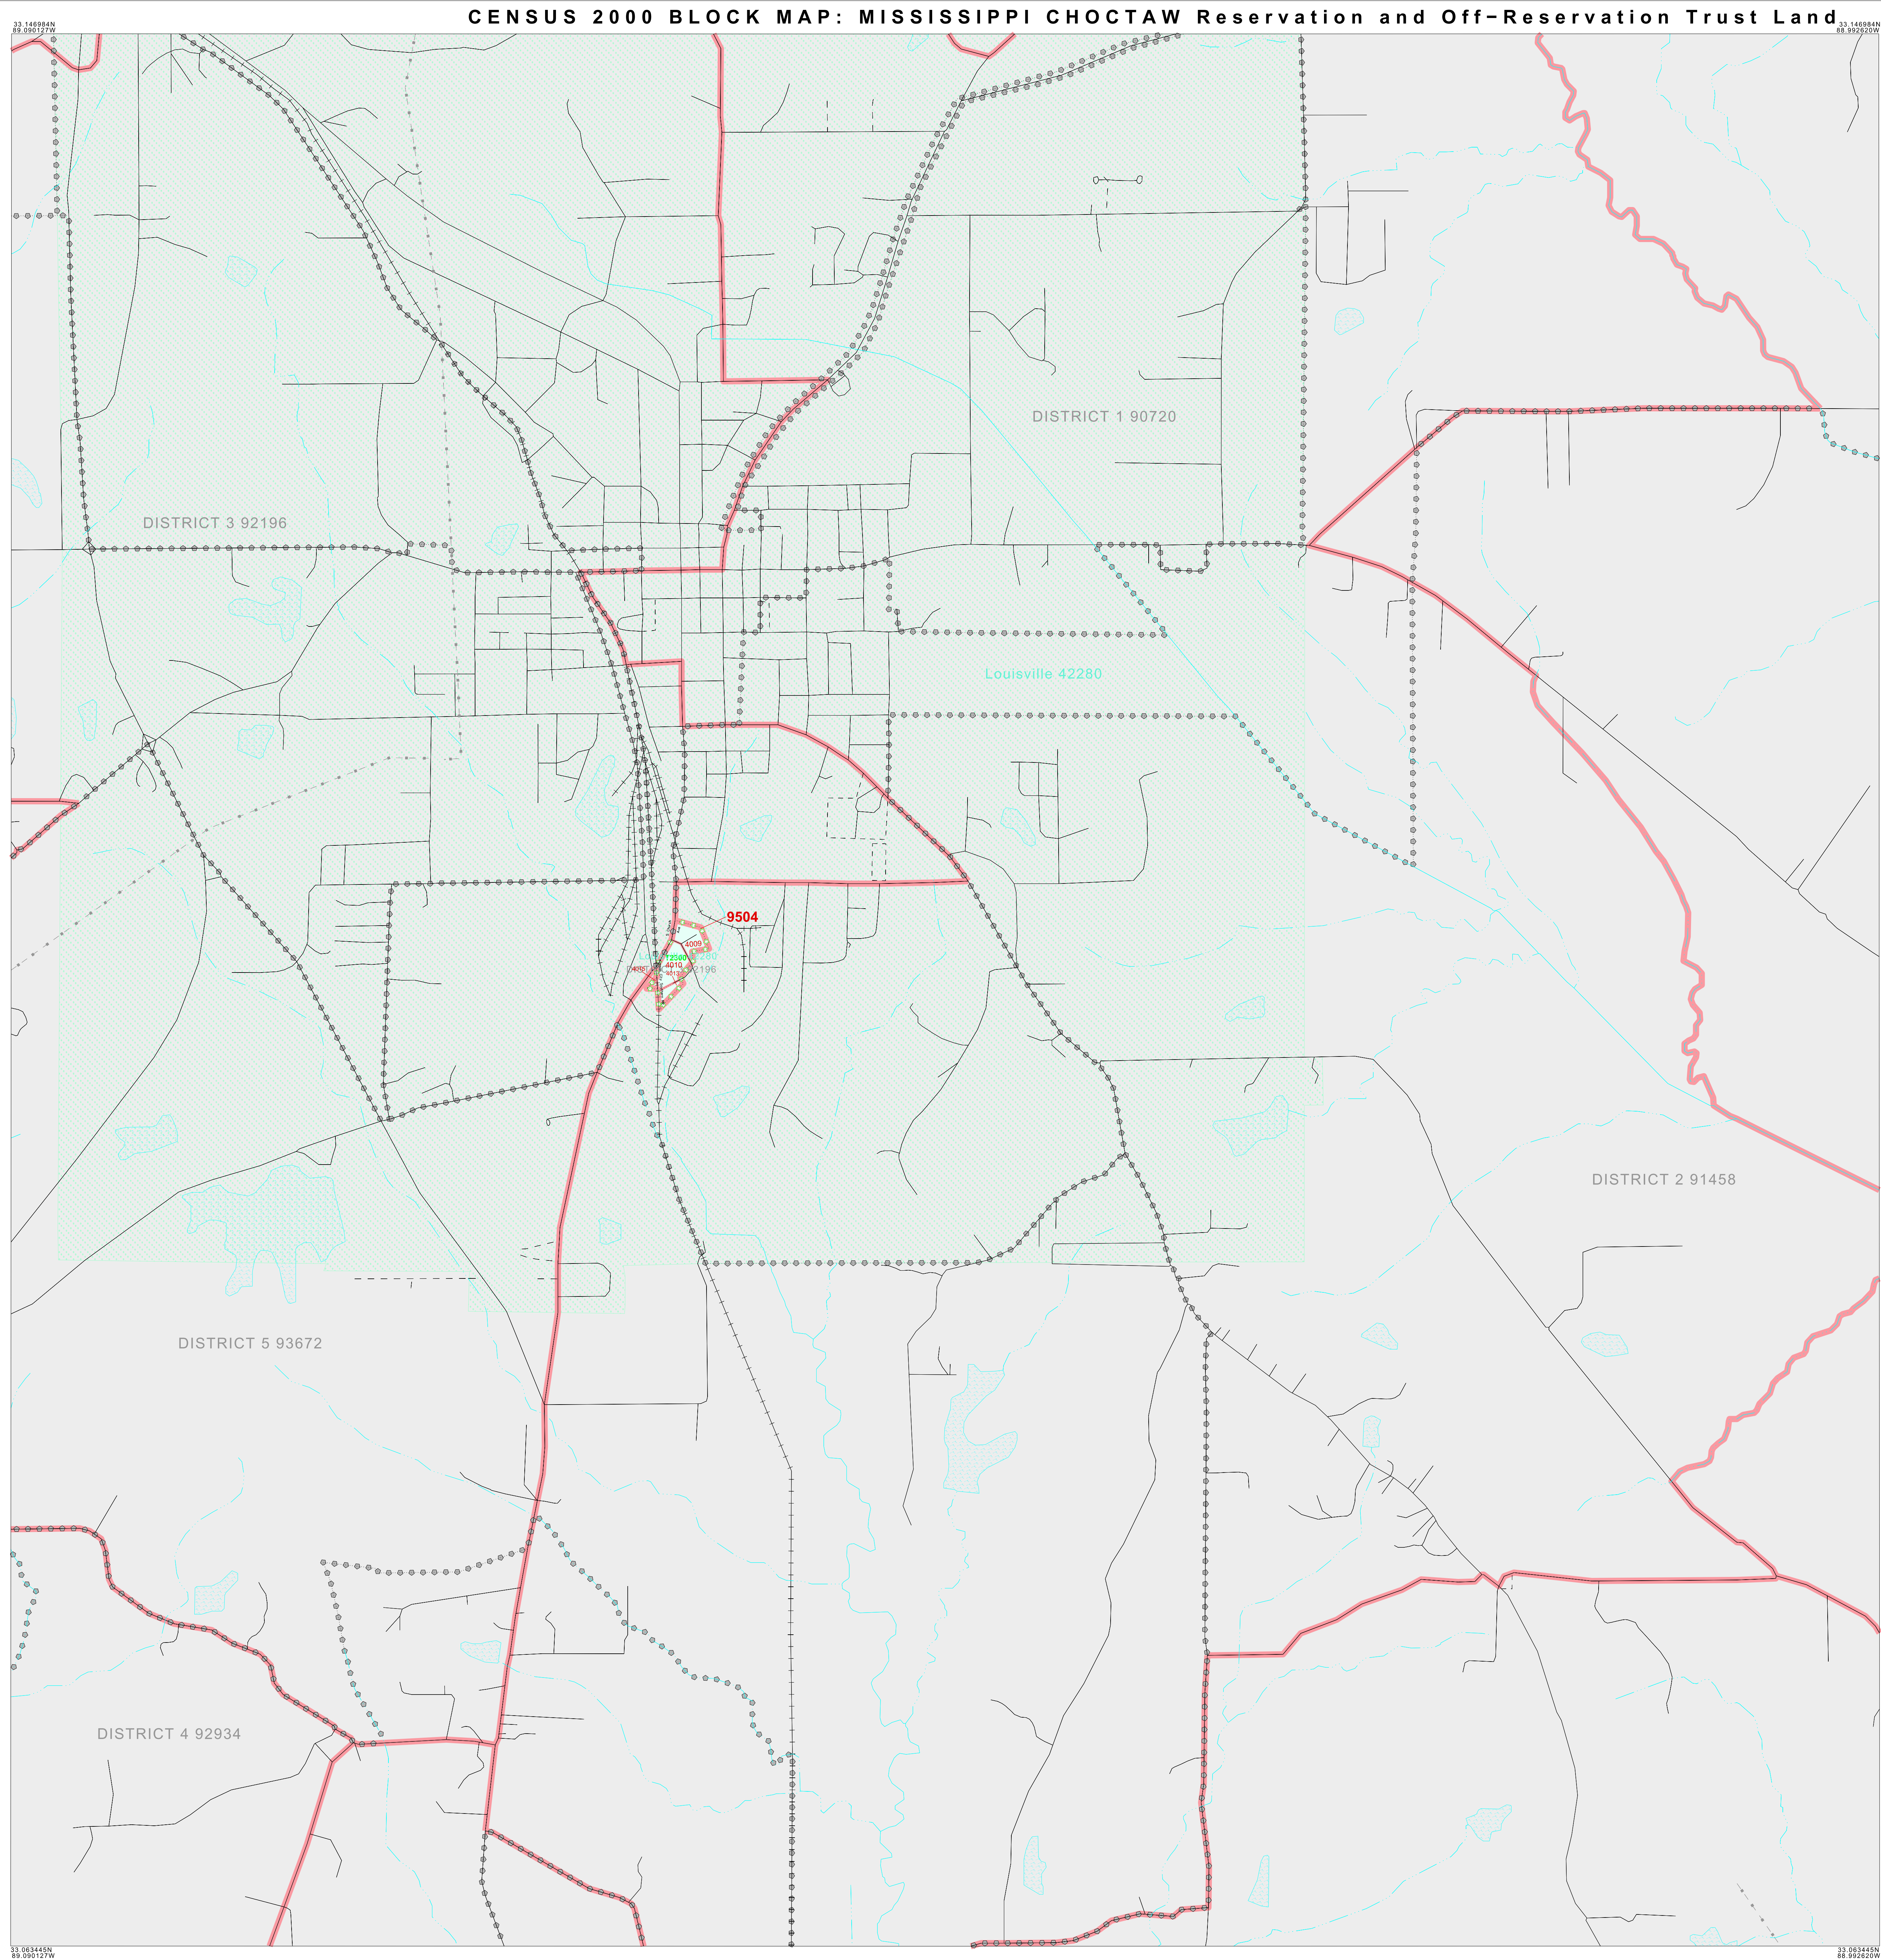 CENSUS 2000 BLOCK MAP: MISSISSIPPI CHOCTAW Reservation and Off-Reservation Trust Land
33.146984N
89.090127W
33.146984N
88.992620W
DISTRICT 1 90720
DISTRICT 3 92196
Louisville 42280
9504
4009
4010
DISTRICT 2 91458
DISTRICT 5 93672
DISTRICT 4 92934
33.063445N
89.090127W
33.063445N
88.992620W